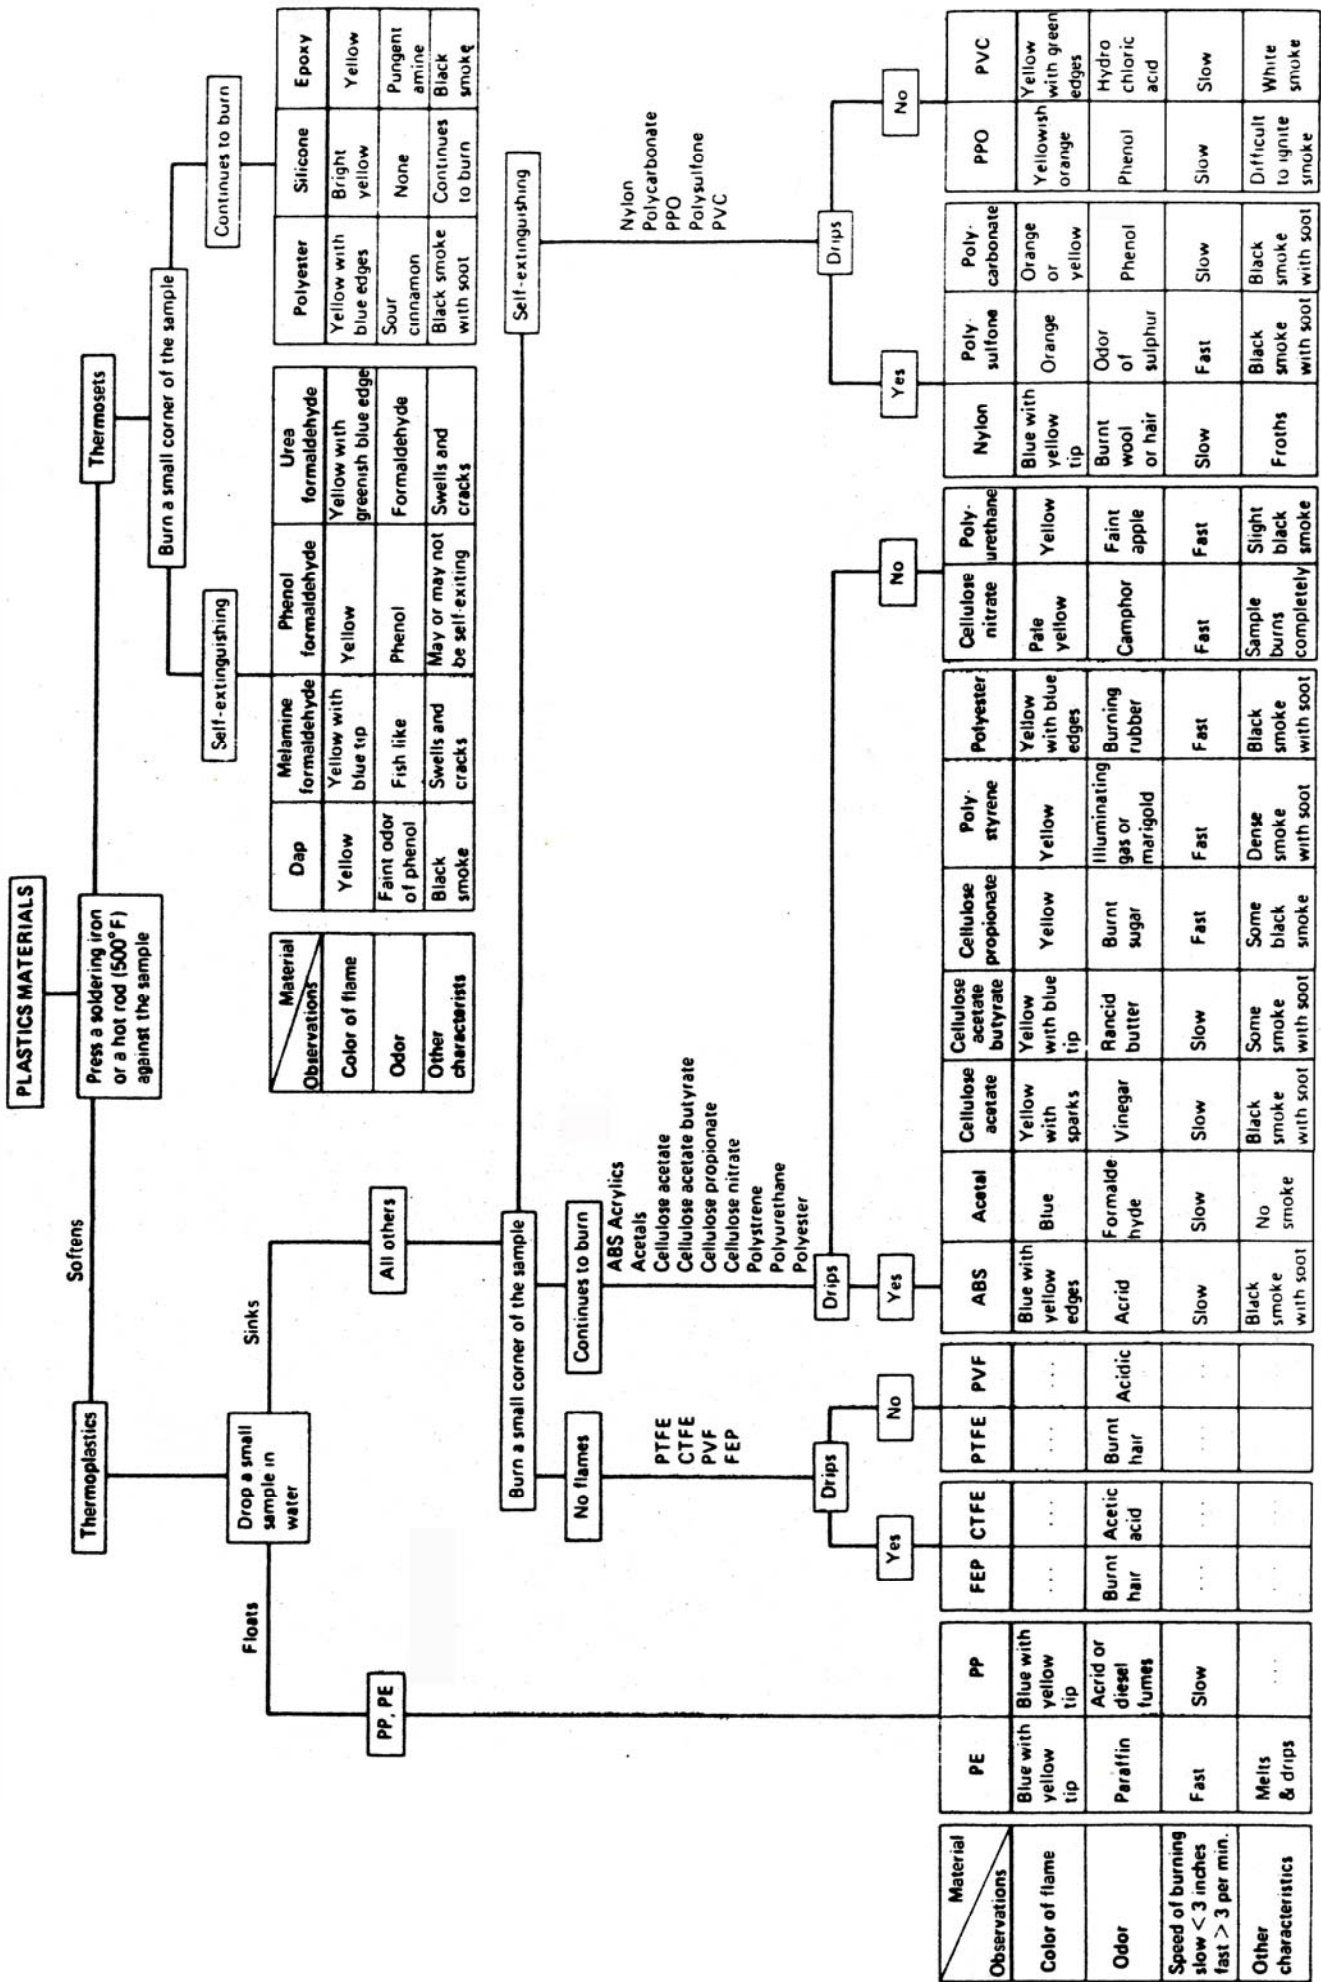 PLASTICS MATERIALS
Press a soldering iron
or a hot rod (500°F)
against the sample
Softens
Thermoplastics
Thermosets
Drop a small
sample in
water
Floats
Sinks
PP, PE
All others
Burn a small corner of the sample
Self-extinguishing
Continues to burn
Material
Observations
Color of flame
Odor
Other
characterists
Dap
Yellow
Faint odor
of phenol
Black
smoke
Melamine
formaldehyde
Yellow with
blue tip
Fish like
Swells and
cracks
Phenol
formaldehyde
Yellow
Phenol
May or may not
be self-exiting
Urea
formaldehyde
Yellow with
greenish blue edge
Formaldehyde
Swells and
cracks
Polyester
Yellow with
blue edges
Sour
cinnamon
Black smoke
with soot
Silicone
Bright
yellow
None
Continues
to burn
Epoxy
Yellow
Pungent
amine
Black
smoke
Burn a small corner of the sample
No flames
Continues to burn
Self-extinguishing
PTFE
CTFE
PVF
FEP
ABS Acrylics
Acetals
Cellulose acetate
Cellulose acetate butyrate
Cellulose propionate
Cellulose nitrate
Polystrene
Polyurethane
Polyester
Nylon
Polycarbonate
PPO
Polysulfone
PVC
Drips
Yes
No
Drips
Yes
No
Drips
Yes
No
Material
Observations
Color of flame
Odor
Speed of burning
slow < 3 inches
fast > 3 per min.
Other
characteristics
PE
Blue with
yellow
tip
Paraffin
Fast
Melts
& drips
PP
Blue with
yellow
tip
Acrid or
diesel
fumes
Slow
....
FEP
....
Burnt
hair
....
....
CTFE
....
Acetic
acid
....
....
PTFE
....
Burnt
hair
....
PVF
....
Acidic
....
ABS
Blue with
yellow
edges
Acrid
Slow
Black
smoke
with soot
Acetal
Blue
Formalde
hyde
Slow
No
smoke
Cellulose
acetate
Yellow
with
sparks
Vinegar
Slow
Black
smoke
with soot
Cellulose
acetate
butyrate
Yellow
with blue
tip
Rancid
butter
Slow
Some
smoke
with soot
Cellulose
propionate
Yellow
Burnt
sugar
Fast
Some
black
smoke
Poly-
styrene
Yellow
Illuminating
gas or
marigold
Fast
Dense
smoke
with soot
Polyester
Yellow
with blue
edges
Burning
rubber
Fast
Black
smoke
with soot
Cellulose
nitrate
Pale
yellow
Camphor
Fast
Sample
burns
completely
Poly-
urethane
Yellow
Faint
apple
Fast
Slight
black
smoke
Nylon
Blue with
yellow
tip
Burnt
wool
or hair
Slow
Froths
Poly-
sulfone
Orange
Odor
of
sulphur
Fast
Black
smoke
with soot
Poly-
carbonate
Orange
or
yellow
Phenol
Slow
Black
smoke
with soot
PPO
Yellowish
orange
Phenol
Slow
Difficult
to ignite
smoke
PVC
Yellow
with green
edges
Hydro
chloric
acid
Slow
White
smoke